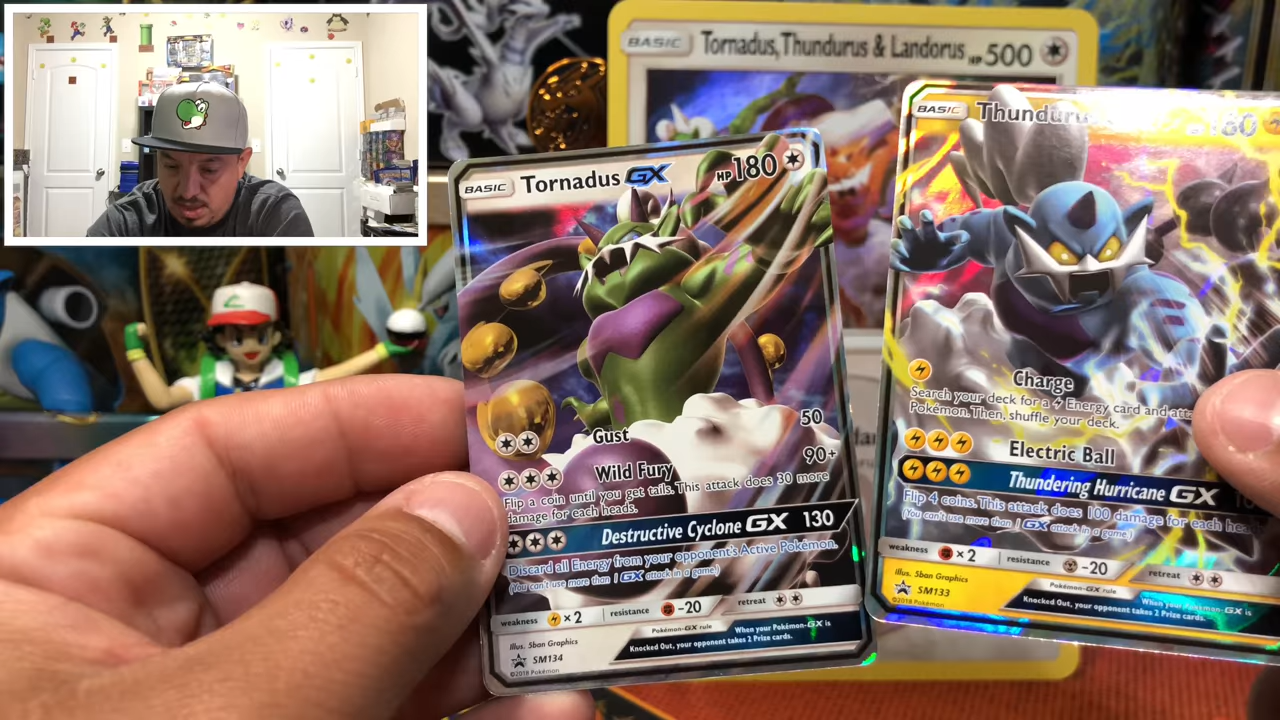 BASIC Tornadus, Thundurus & Landorus HP 500
BASIC Tornadus GX HP 180
Gust 50
Wild Fury 90+
Flip a coin until you get tails. This attack does 30 more
damage for each heads.
Destructive Cyclone GX 130
Discard all Energy from your opponent's Active Pokémon.
(You can't use more than 1 GX attack in a game.)
weakness ×2 resistance -20 retreat
Illus. 5ban Graphics
SM134
©2018 Pokémon
Pokémon-GX rule When your Pokémon-GX is
Knocked Out, your opponent takes 2 Prize cards.
BASIC 180
Charge
Search your deck for a Energy card and
Pokémon. Then, shuffle your deck.
Electric Ball
Thundering Hurricane GX
Flip 4 coins. This attack does 100 damage for each
(You can't use more than 1 GX attack in a game.)
weakness ×2 resistance -20 retreat
Illus. 5ban Graphics
SM133
©2018 Pokémon
Pokémon-GX rule When your Pokémon-GX is
Knocked Out, your opponent takes 2 Prize cards.